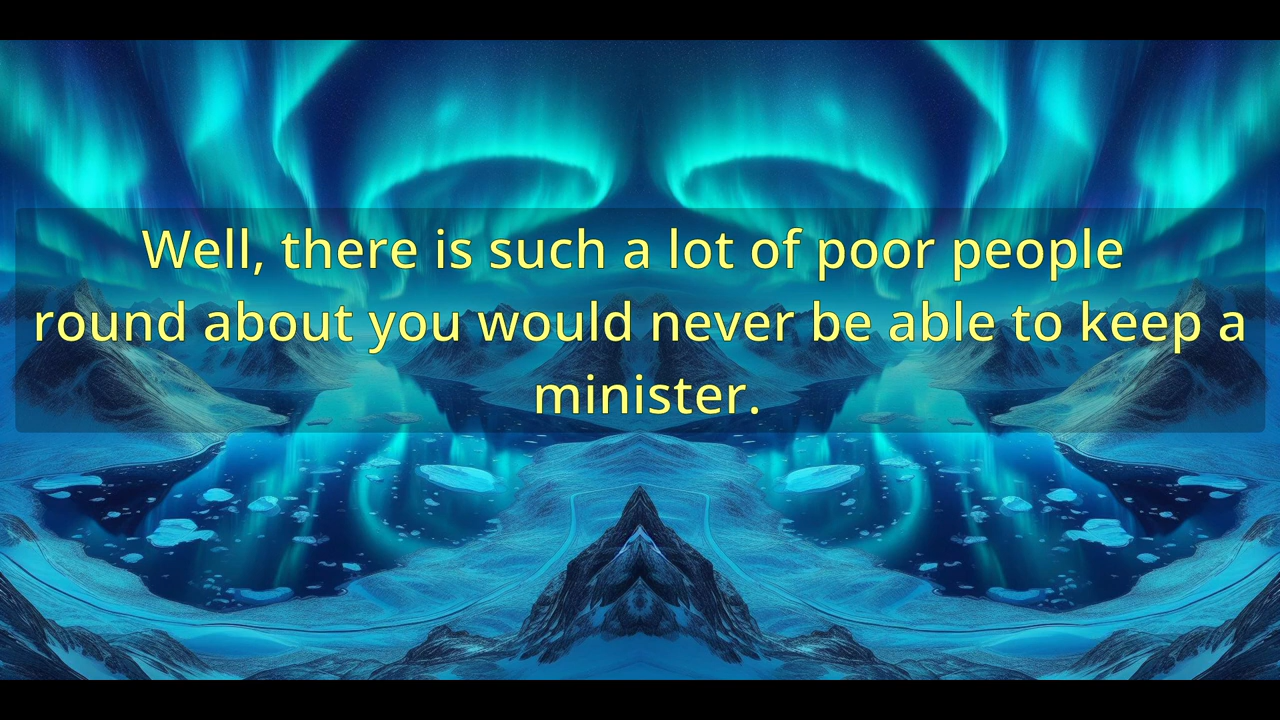 Well, there is such a lot of poor people
round about you would never be able to keep a
minister.